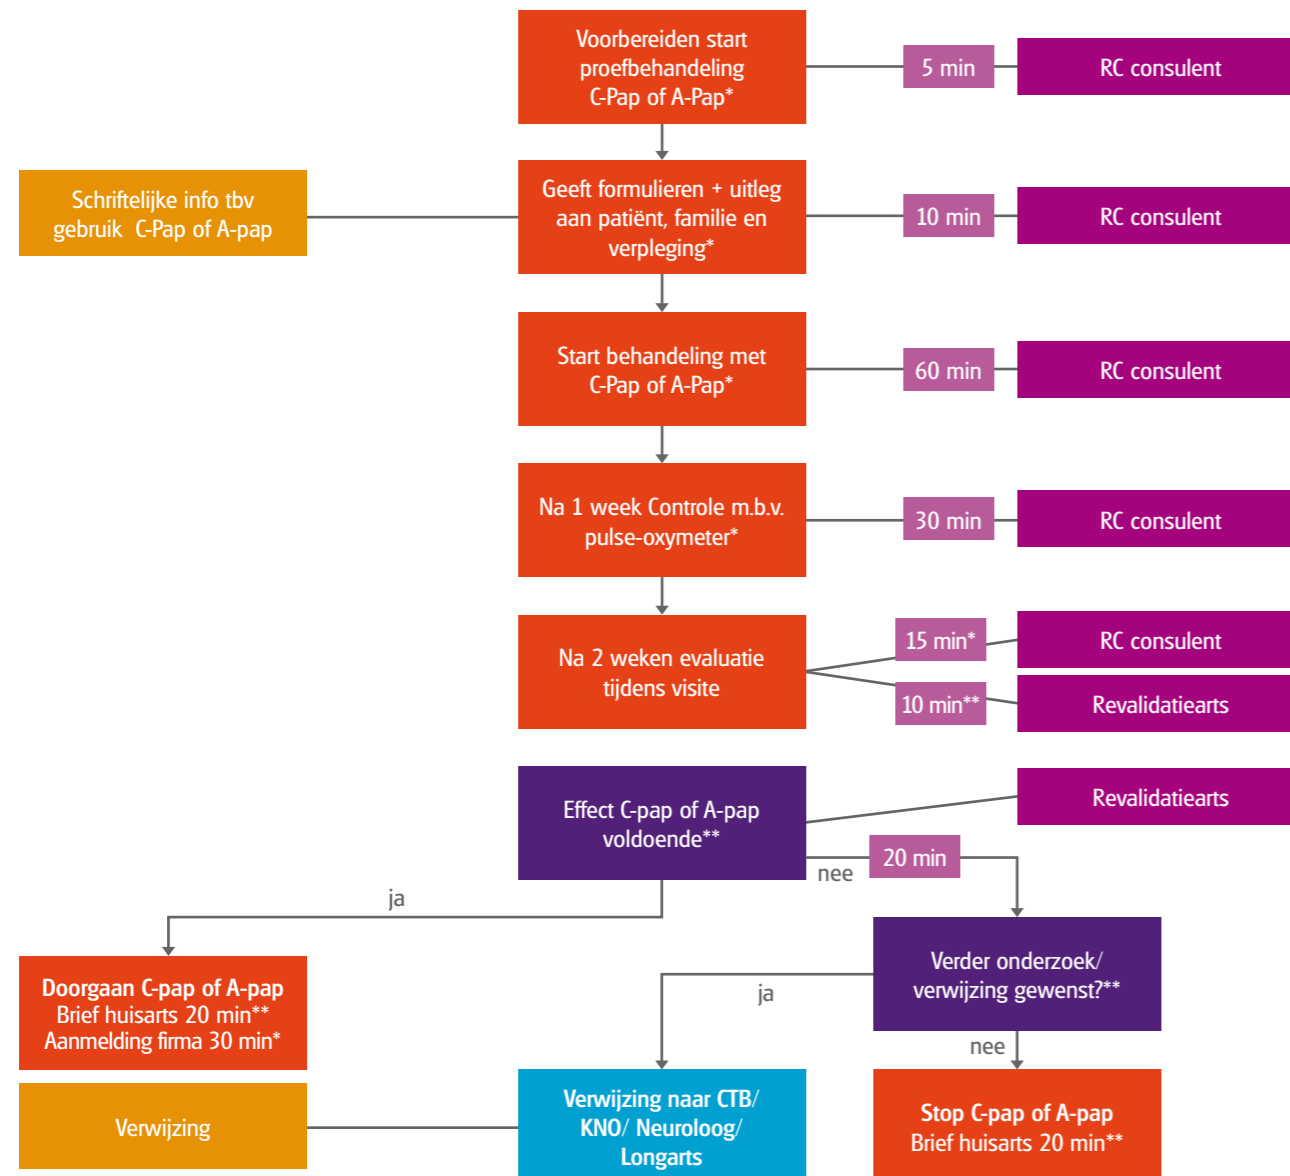 Voorbereiden start
proefbehandeling
C-Pap of A-Pap*
5 min
RC consulent
Schriftelijke info tbv
gebruik C-Pap of A-pap
Geeft formulieren + uitleg
aan patiënt, familie en
verpleging*
10 min
RC consulent
Start behandeling met
C-Pap of A-Pap*
60 min
RC consulent
Na 1 week Controle m.b.v.
pulse-oxymeter*
30 min
RC consulent
Na 2 weken evaluatie
tijdens visite
15 min*
RC consulent
10 min**
Revalidatiearts
Effect C-pap of A-pap
voldoende**
Revalidatiearts
20 min
nee
ja
Doorgaan C-pap of A-pap
Brief huisarts 20 min**
Aanmelding firma 30 min*
Verder onderzoek/
verwijzing gewenst?**
ja
nee
Verwijzing
Verwijzing naar CTB/
KNO/ Neuroloog/
Longarts
Stop C-pap of A-pap
Brief huisarts 20 min**